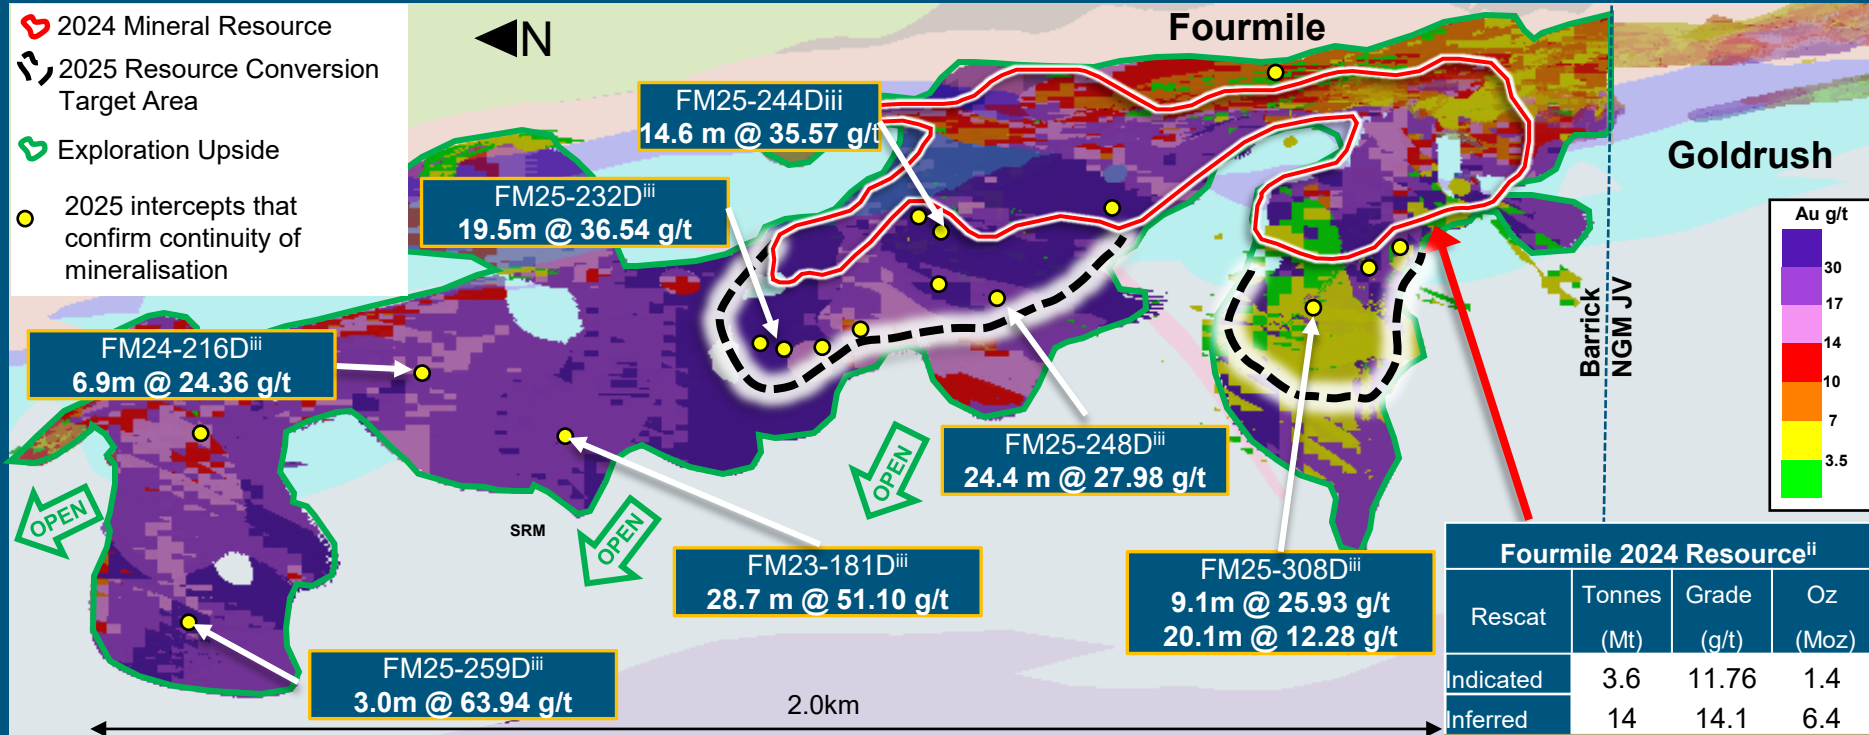 2024 Mineral Resource
2025 Resource Conversion
Target Area
Exploration Upside
2025 intercepts that
confirm continuity of
mineralisation
N
Fourmile
Goldrush
Barrick
NGM JV
FM25-244Diii
14.6 m @ 35.57 g/t
FM25-232Dⁱⁱⁱ
19.5m @ 36.54 g/t
FM24-216Dⁱⁱⁱ
6.9m @ 24.36 g/t
FM25-248Dⁱⁱⁱ
24.4 m @ 27.98 g/t
FM23-181Dⁱⁱⁱ
28.7 m @ 51.10 g/t
FM25-308Dⁱⁱⁱ
9.1m @ 25.93 g/t
20.1m @ 12.28 g/t
FM25-259Dⁱⁱⁱ
3.0m @ 63.94 g/t
OPEN
OPEN
OPEN
SRM
2.0km
Au g/t
30
17
14
10
7
3.5
Fourmile 2024 Resourceⁱⁱ
Rescat Tonnes (Mt) Grade (g/t) Oz (Moz)
Indicated 3.6 11.76 1.4
Inferred 14 14.1 6.4